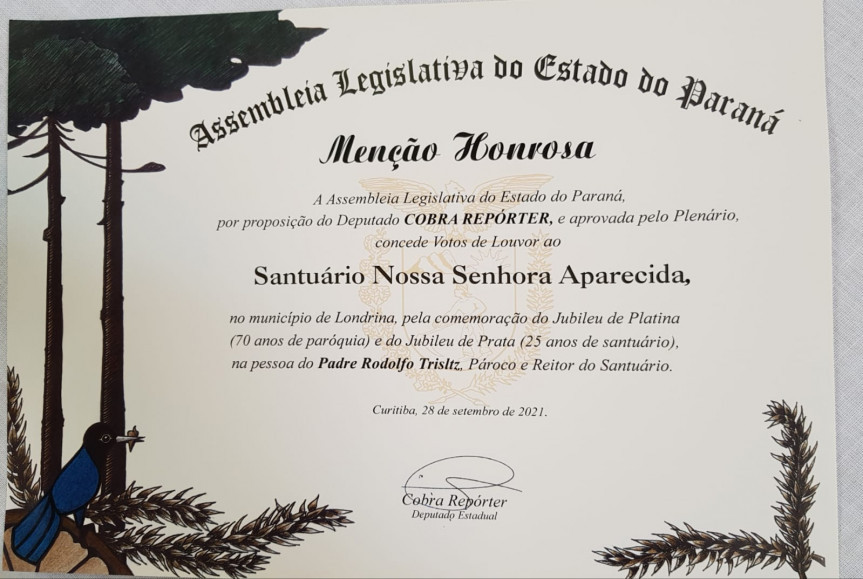 Assembleia Legislativa do Estado do Paraná
Menção Honrosa
A Assembleia Legislativa do Estado do Paraná,
por proposição do Deputado COBRA REPÓRTER, e aprovada pelo Plenário,
concede Votos de Louvor ao
Santuário Nossa Senhora Aparecida,
no município de Londrina, pela comemoração do Jubileu de Platina
(70 anos de paróquia) e do Jubileu de Prata (25 anos de santuário),
na pessoa do Padre Rodolfo Trisltz, Pároco e Reitor do Santuário.
Curitiba, 28 de setembro de 2021.
Cobra Repórter
Deputado Estadual